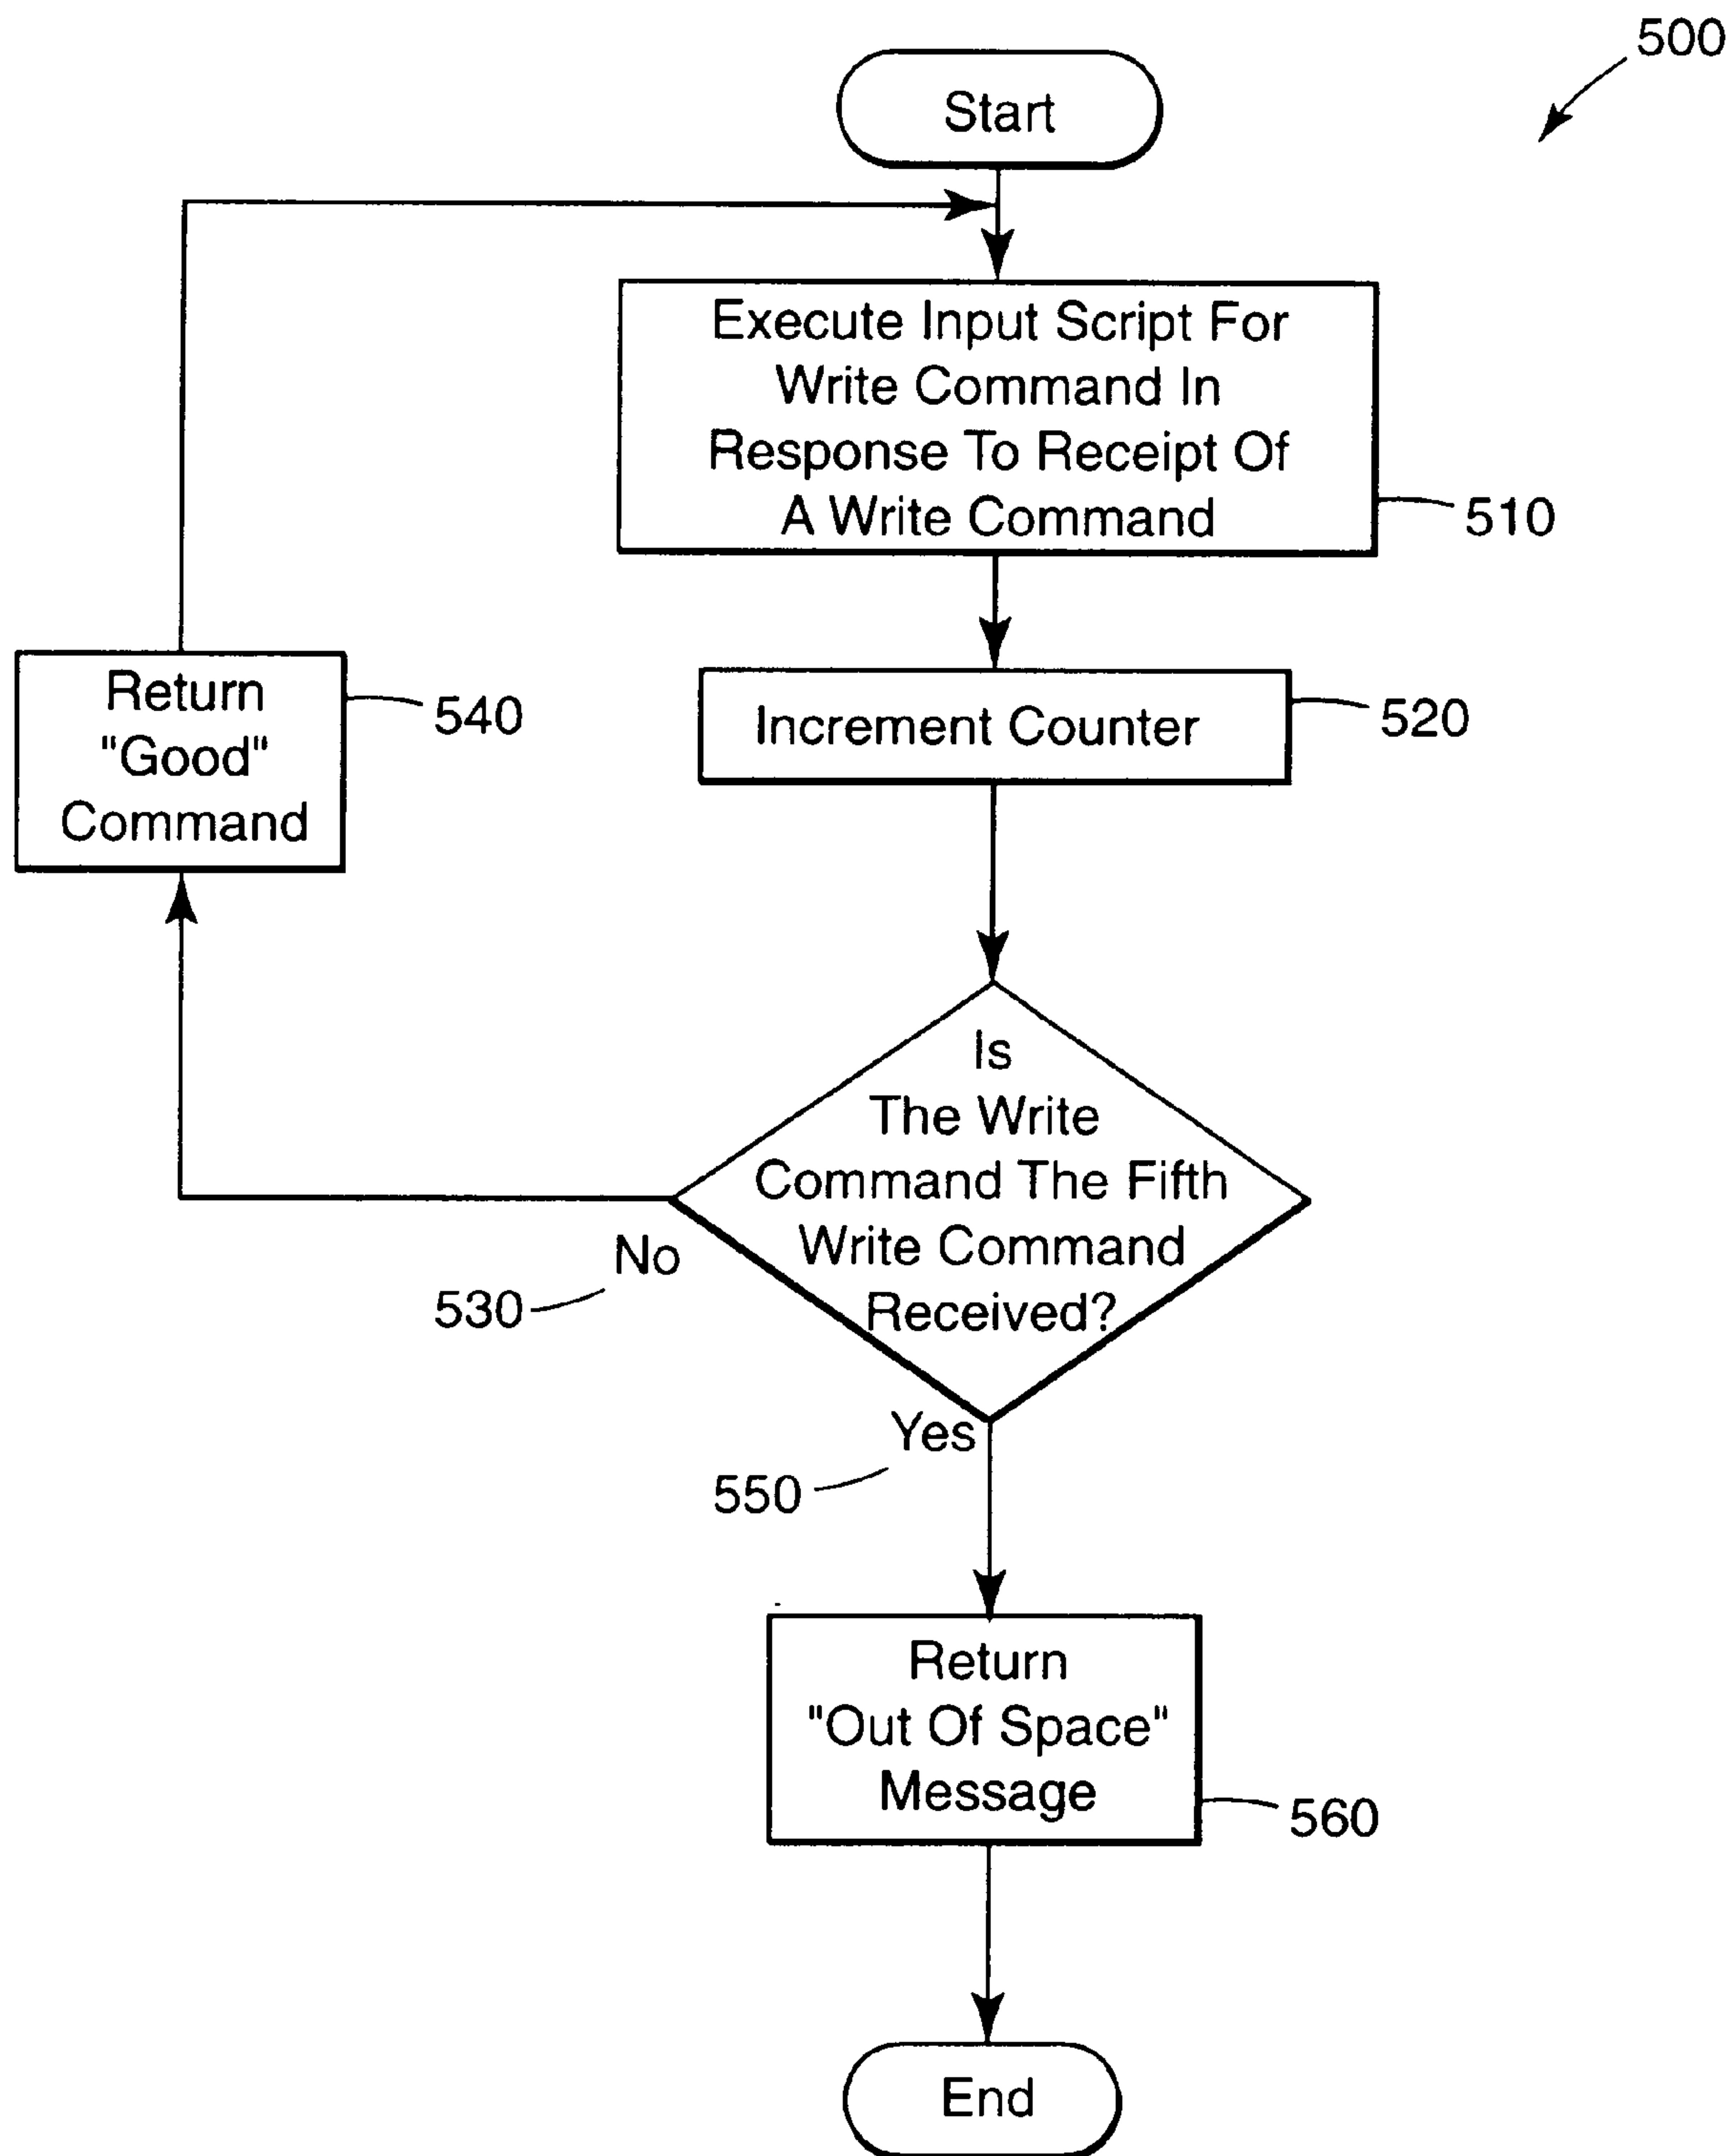 500
Start
Execute Input Script For
Write Command In
Response To Receipt Of
A Write Command
510
Return
"Good"
Command
540
Increment Counter
520
Is
The Write
Command The Fifth
Write Command
Received?
No
530
Yes
550
Return
"Out Of Space"
Message
560
End